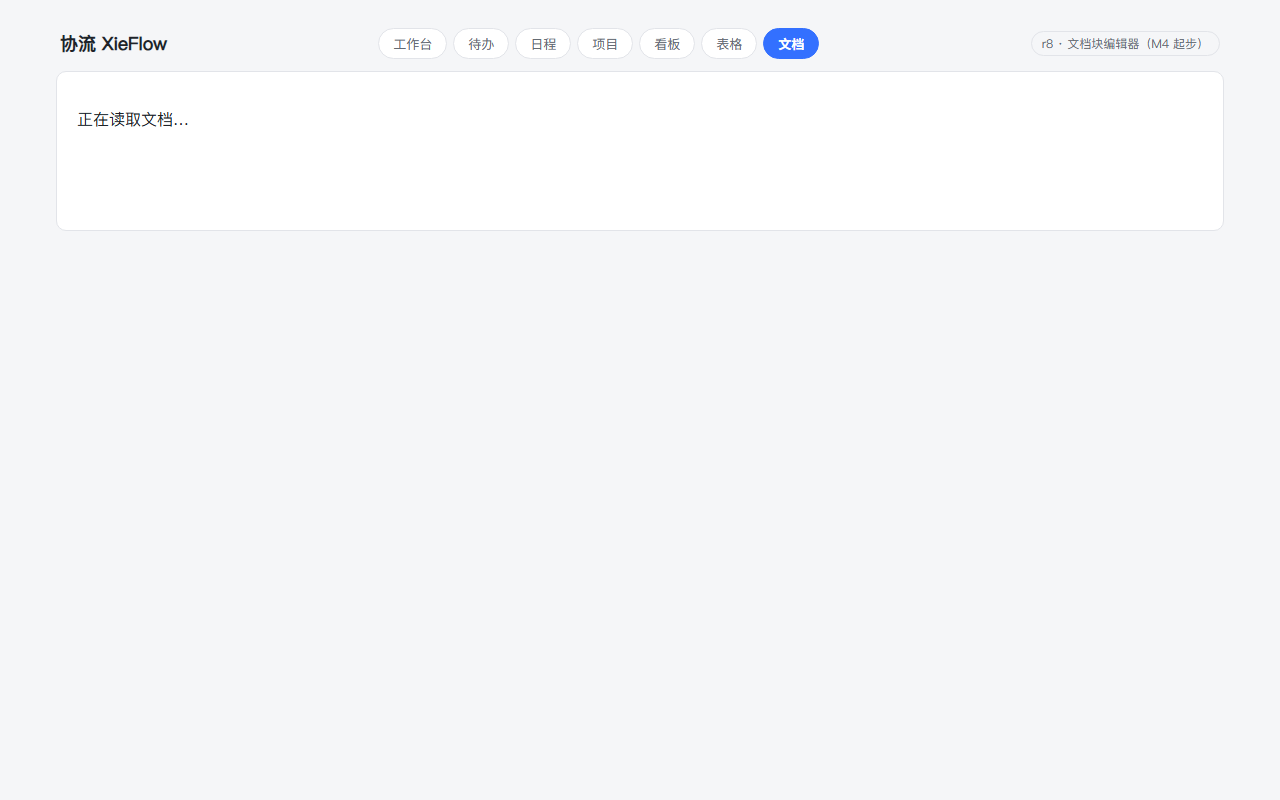 协流 XieFlow
工作台 待办 日程 项目 看板 表格 文档
r8 · 文档块编辑器（M4 起步）
正在读取文档…